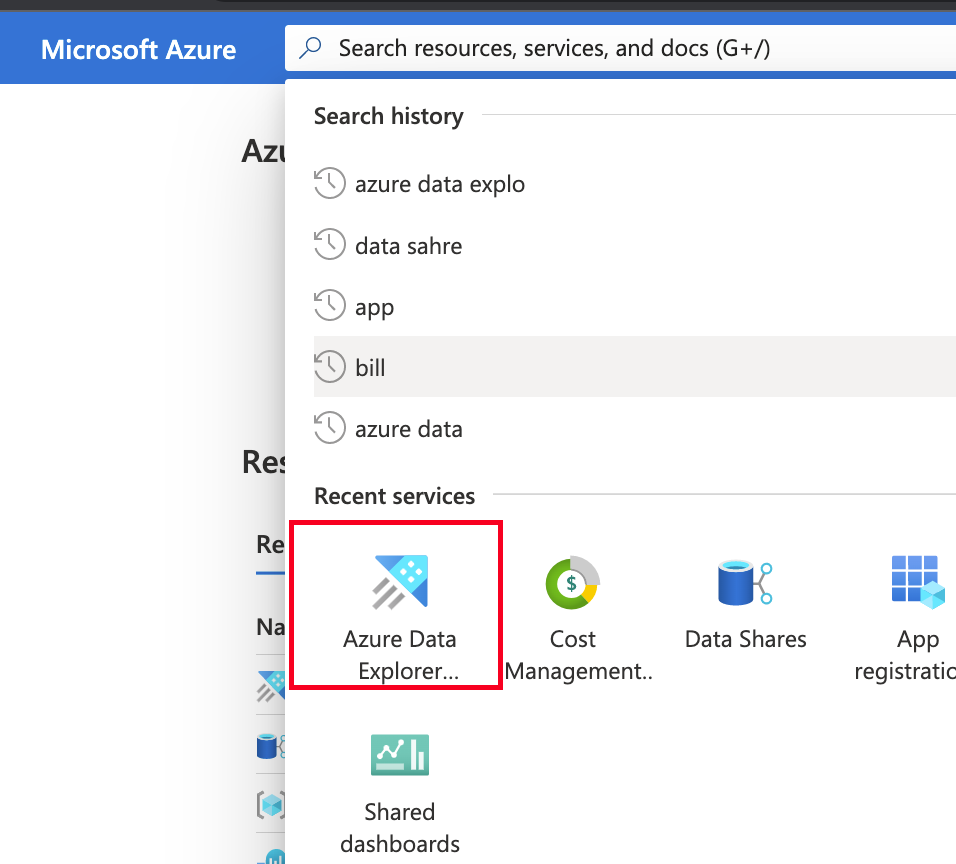 Microsoft Azure
Search resources, services, and docs (G+/)
Azu
Search history
azure data explo
data sahre
app
bill
azure data
Res
Recent services
Re
Na
Azure Data
Explorer...
Cost
Management..
$
Data Shares
App
registratio
Shared
dashboards